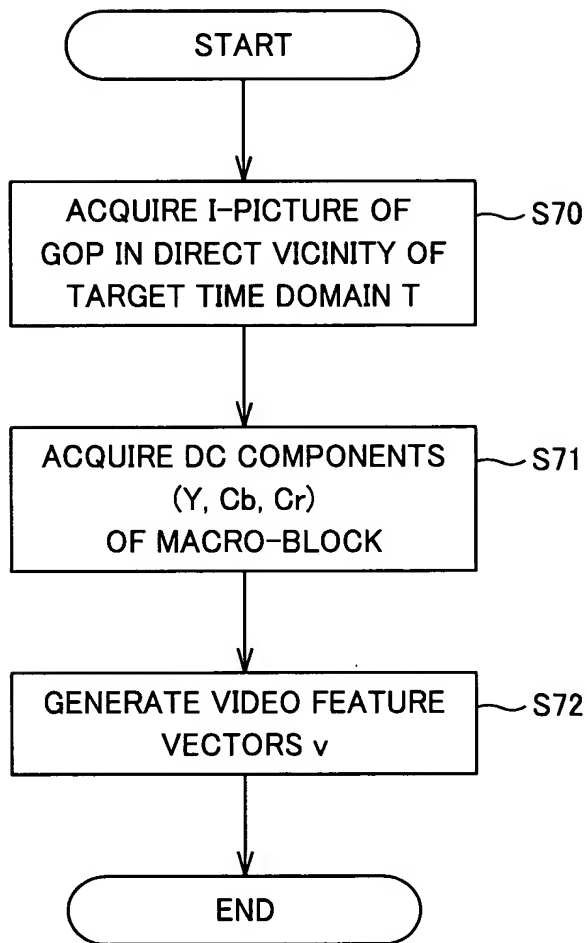 START
ACQUIRE I-PICTURE OF
GOP IN DIRECT VICINITY OF
TARGET TIME DOMAIN T
S70
ACQUIRE DC COMPONENTS
(Y, Cb, Cr)
OF MACRO-BLOCK
S71
GENERATE VIDEO FEATURE
VECTORS v
S72
END